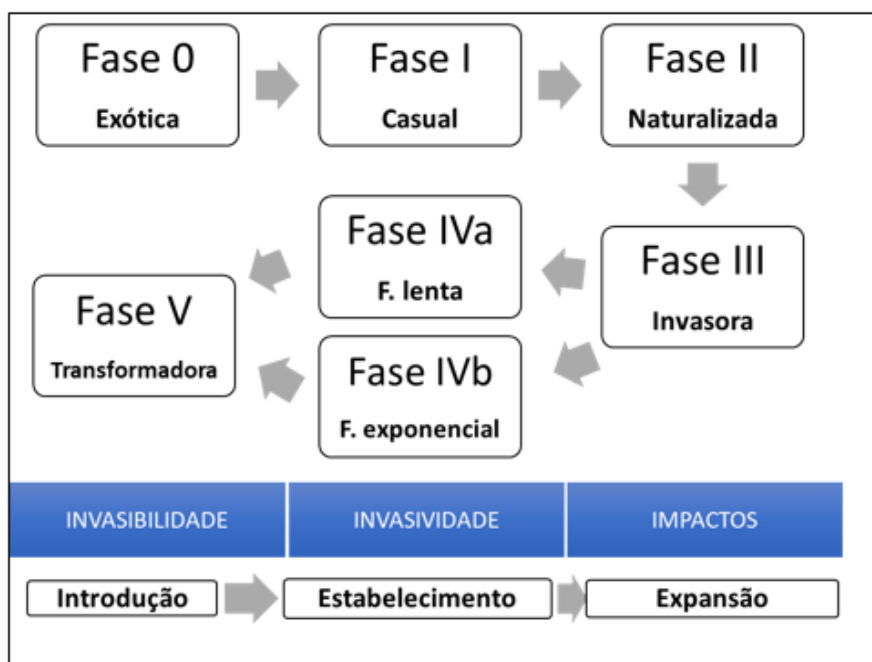 Fase 0
Exótica
Fase I
Casual
Fase II
Naturalizada
Fase III
Invasora
Fase IVa
F. lenta
Fase IVb
F. exponencial
Fase V
Transformadora
INVASIBILIDADE
INVASIVIDADE
IMPACTOS
Introdução
Estabelecimento
Expansão